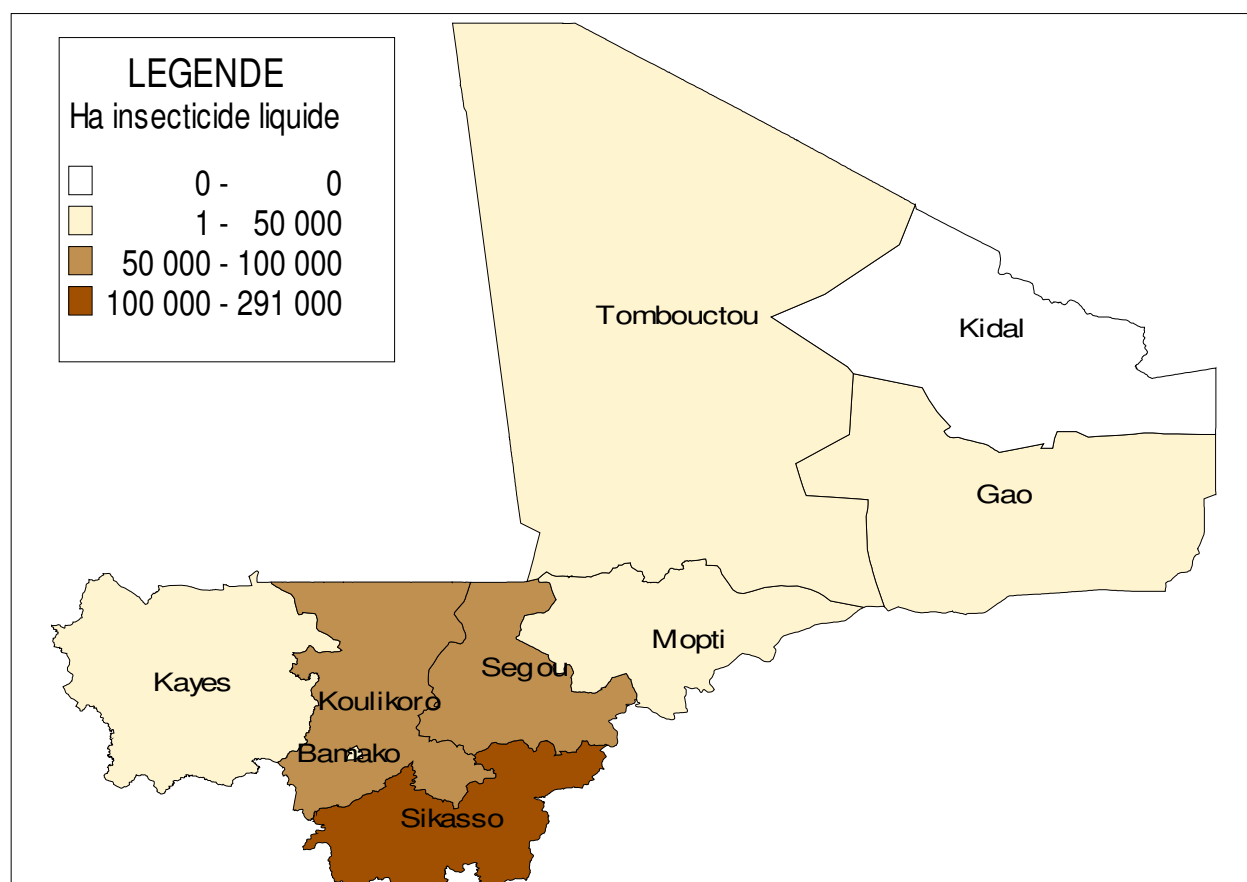 LEGENDE
Ha insecticide liquide
0 - 0
1 - 50 000
50 000 - 100 000
100 000 - 291 000
Tombouctou
Kidal
Gao
Mopti
Segou
Kayes
Koulikoro
Bamako
Sikasso